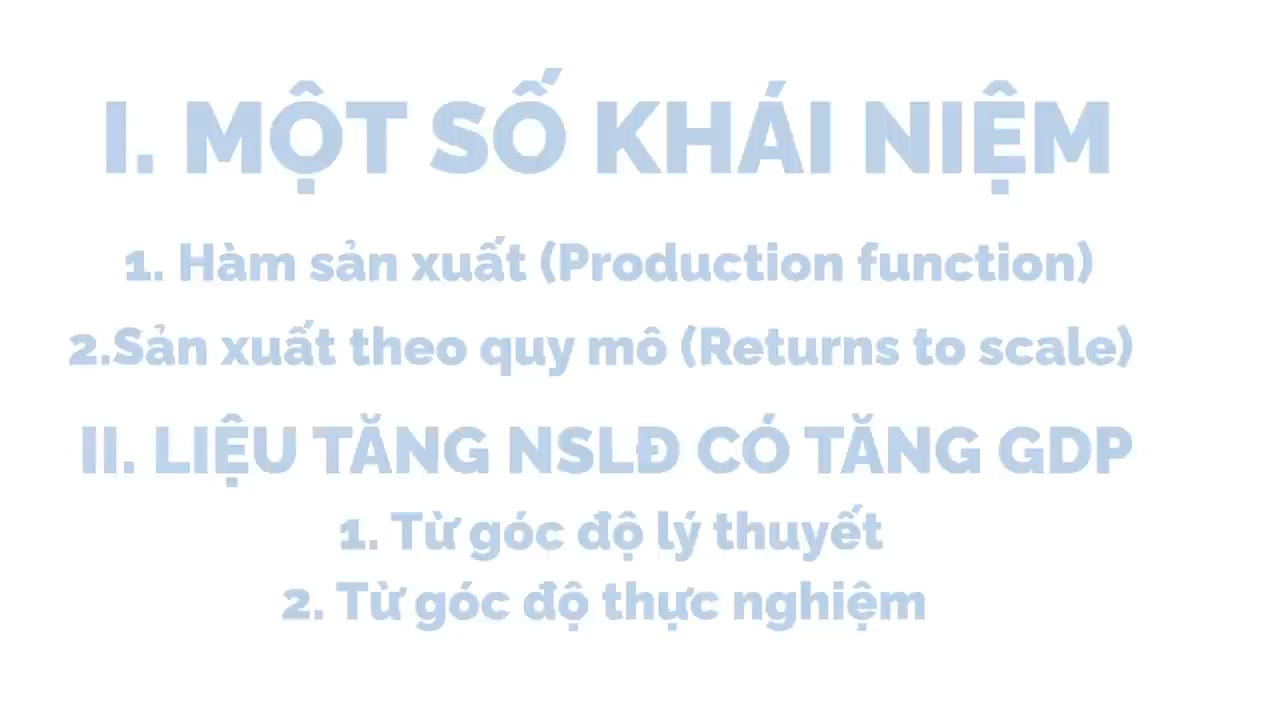 I. MỘT SỐ KHÁI NIỆM
1. Hàm sản xuất (Production function)
2.Sản xuất theo quy mô (Returns to scale)
II. LIỆU TĂNG NSLĐ CÓ TĂNG GDP
1. Từ góc độ lý thuyết
2. Từ góc độ thực nghiệm